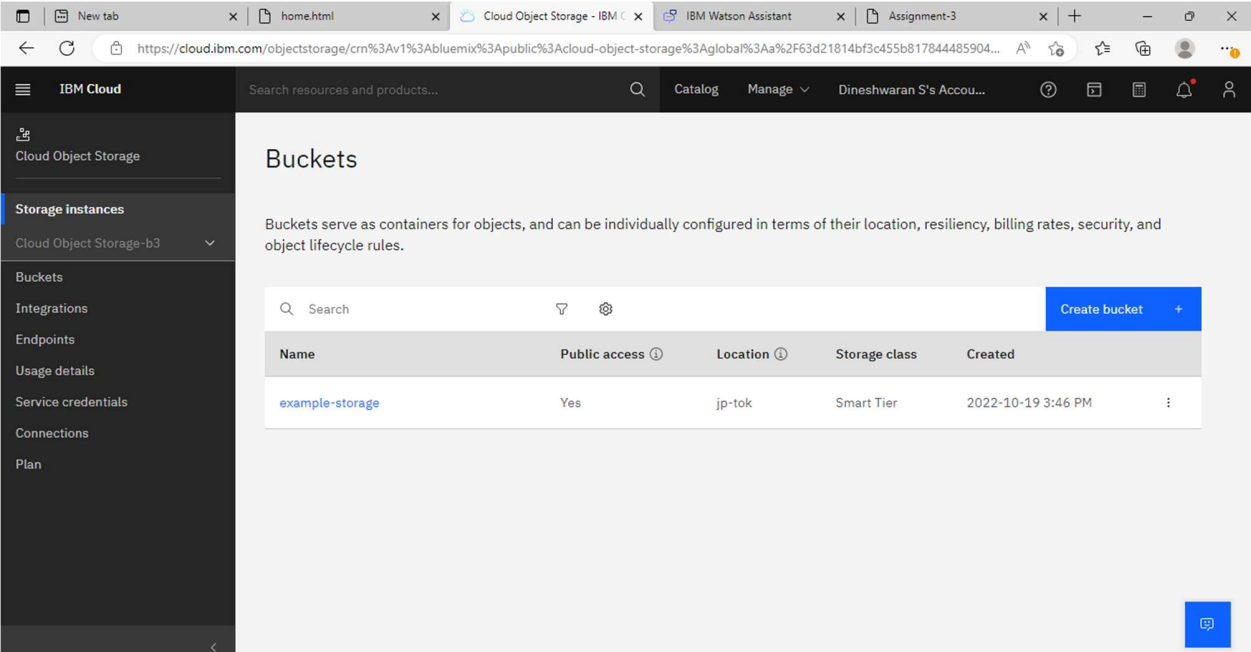 New tab
home.html
Cloud Object Storage - IBM C
IBM Watson Assistant
Assignment-3
https://cloud.ibm.com/objectstorage/crn%3Av1%3Abluemix%3Apublic%3Acloud-object-storage%3Aglobal%3Aa%2F63d21814bf3c455b817844485904...
IBM Cloud
Search resources and products...
Catalog
Manage
Dineshwaran S's Accou...
Cloud Object Storage
Storage instances
Cloud Object Storage-b3
Buckets
Integrations
Endpoints
Usage details
Service credentials
Connections
Plan
Buckets
Buckets serve as containers for objects, and can be individually configured in terms of their location, resiliency, billing rates, security, and
object lifecycle rules.
Search
Create bucket +
Name Public access Location Storage class Created
example-storage Yes jp-tok Smart Tier 2022-10-19 3:46 PM